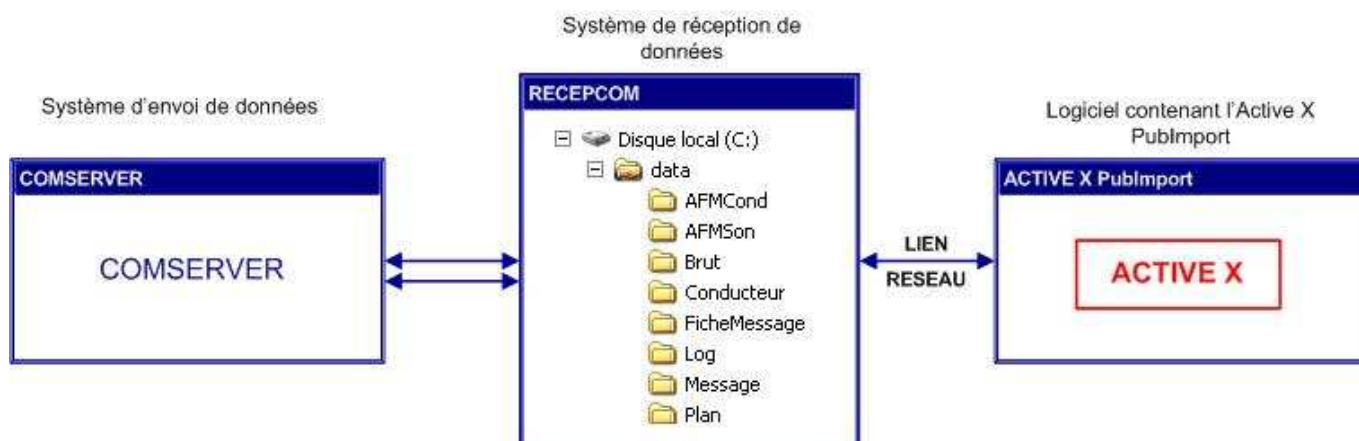 Système d'envoi de données
COMSERVER
COMSERVER
Système de réception de
données
RECEPCOM
Disque local (C:)
data
AFMCond
AFMSon
Brut
Conducteur
FicheMessage
Log
Message
Plan
LIEN
RESEAU
Logiciel contenant l'Active X
PubImport
ACTIVE X PubImport
ACTIVE X